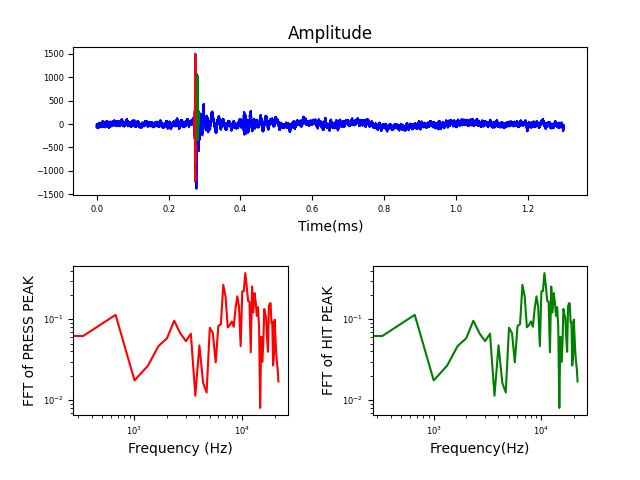 Amplitude
1500
1000
500
0
−500
−1000
−1500
0.0 0.2 0.4 0.6 0.8 1.0 1.2
Time(ms)
FFT of PRESS PEAK
10⁻¹
10⁻²
10³ 10⁴
Frequency (Hz)
FFT of HIT PEAK
10⁻¹
10⁻²
10³ 10⁴
Frequency(Hz)